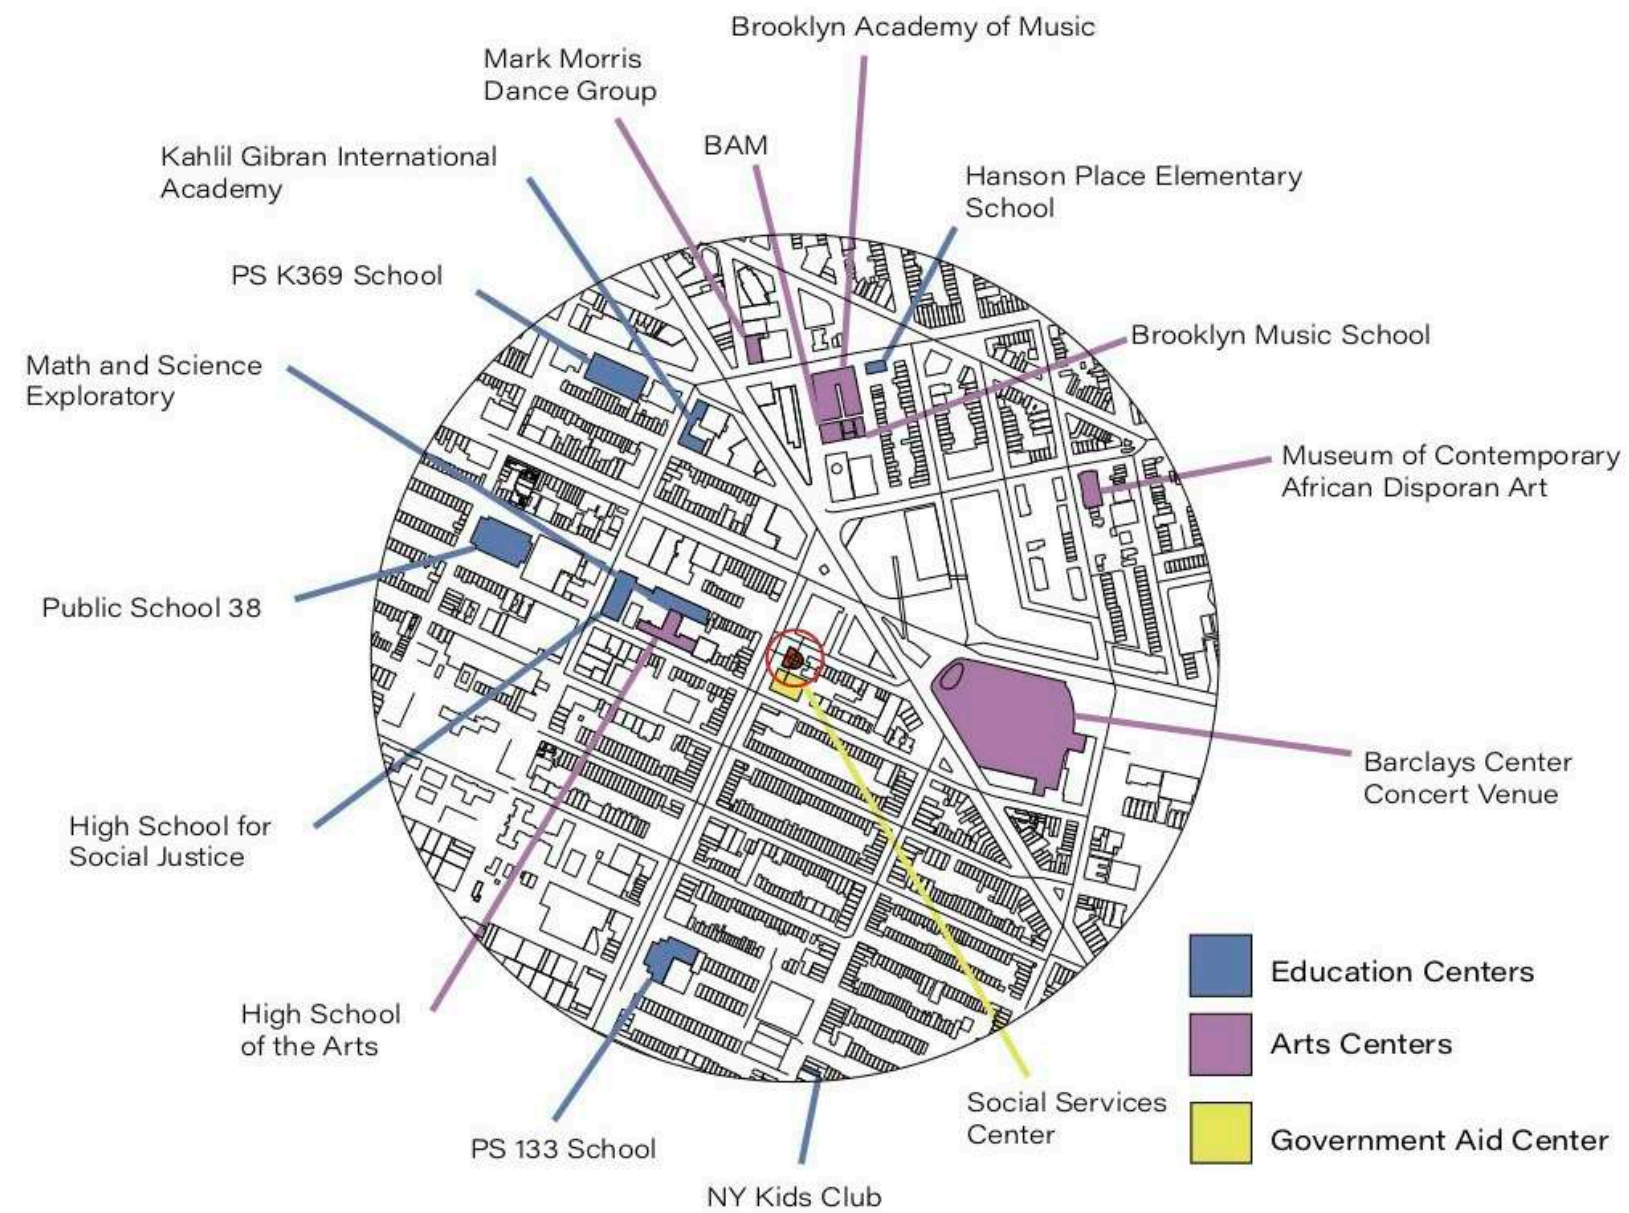 Brooklyn Academy of Music
Mark Morris
Dance Group
BAM
Kahlil Gibran International
Academy
Hanson Place Elementary
School
PS K369 School
Brooklyn Music School
Math and Science
Exploratory
Museum of Contemporary
African Disporan Art
Public School 38
Barclays Center
Concert Venue
High School for
Social Justice
High School
of the Arts
Social Services
Center
PS 133 School
NY Kids Club
Education Centers
Arts Centers
Government Aid Center